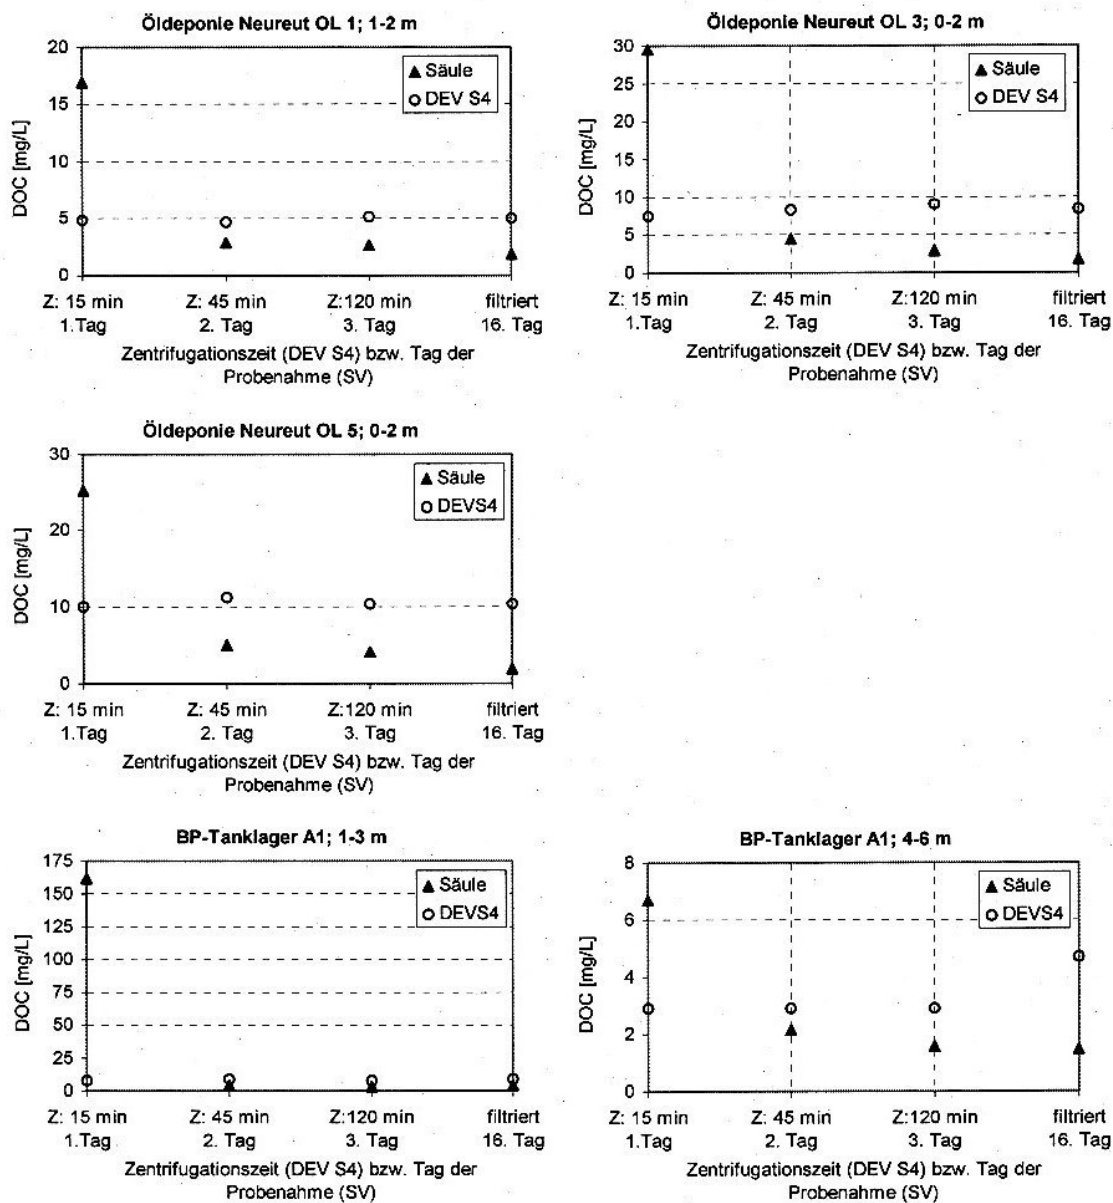 Öldeponie Neureut OL 1; 1-2 m
20
15
10
5
0
DOC [mg/L]
Säule
DEV S4
Z: 15 min Z: 45 min Z:120 min filtriert
1.Tag 2. Tag 3. Tag 16. Tag
Zentrifugationszeit (DEV S4) bzw. Tag der
Probenahme (SV)
Öldeponie Neureut OL 3; 0-2 m
30
25
20
15
10
5
0
DOC [mg/L]
Säule
DEV S4
Z: 15 min Z: 45 min Z:120 min filtriert
1.Tag 2. Tag 3. Tag 16. Tag
Zentrifugationszeit (DEV S4) bzw. Tag der
Probenahme (SV)
Öldeponie Neureut OL 5; 0-2 m
30
20
10
0
DOC [mg/L]
Säule
DEVS4
Z: 15 min Z: 45 min Z:120 min filtriert
1.Tag 2. Tag 3. Tag 16. Tag
Zentrifugationszeit (DEV S4) bzw. Tag der
Probenahme (SV)
BP-Tanklager A1; 1-3 m
175
150
125
100
75
50
25
0
DOC [mg/L]
Säule
DEVS4
Z: 15 min Z: 45 min Z:120 min filtriert
1.Tag 2. Tag 3. Tag 16. Tag
Zentrifugationszeit (DEV S4) bzw. Tag der
Probenahme (SV)
BP-Tanklager A1; 4-6 m
8
6
4
2
0
DOC [mg/L]
Säule
DEVS4
Z: 15 min Z: 45 min Z:120 min filtriert
1.Tag 2. Tag 3. Tag 16. Tag
Zentrifugationszeit (DEV S4) bzw. Tag der
Probenahme (SV)